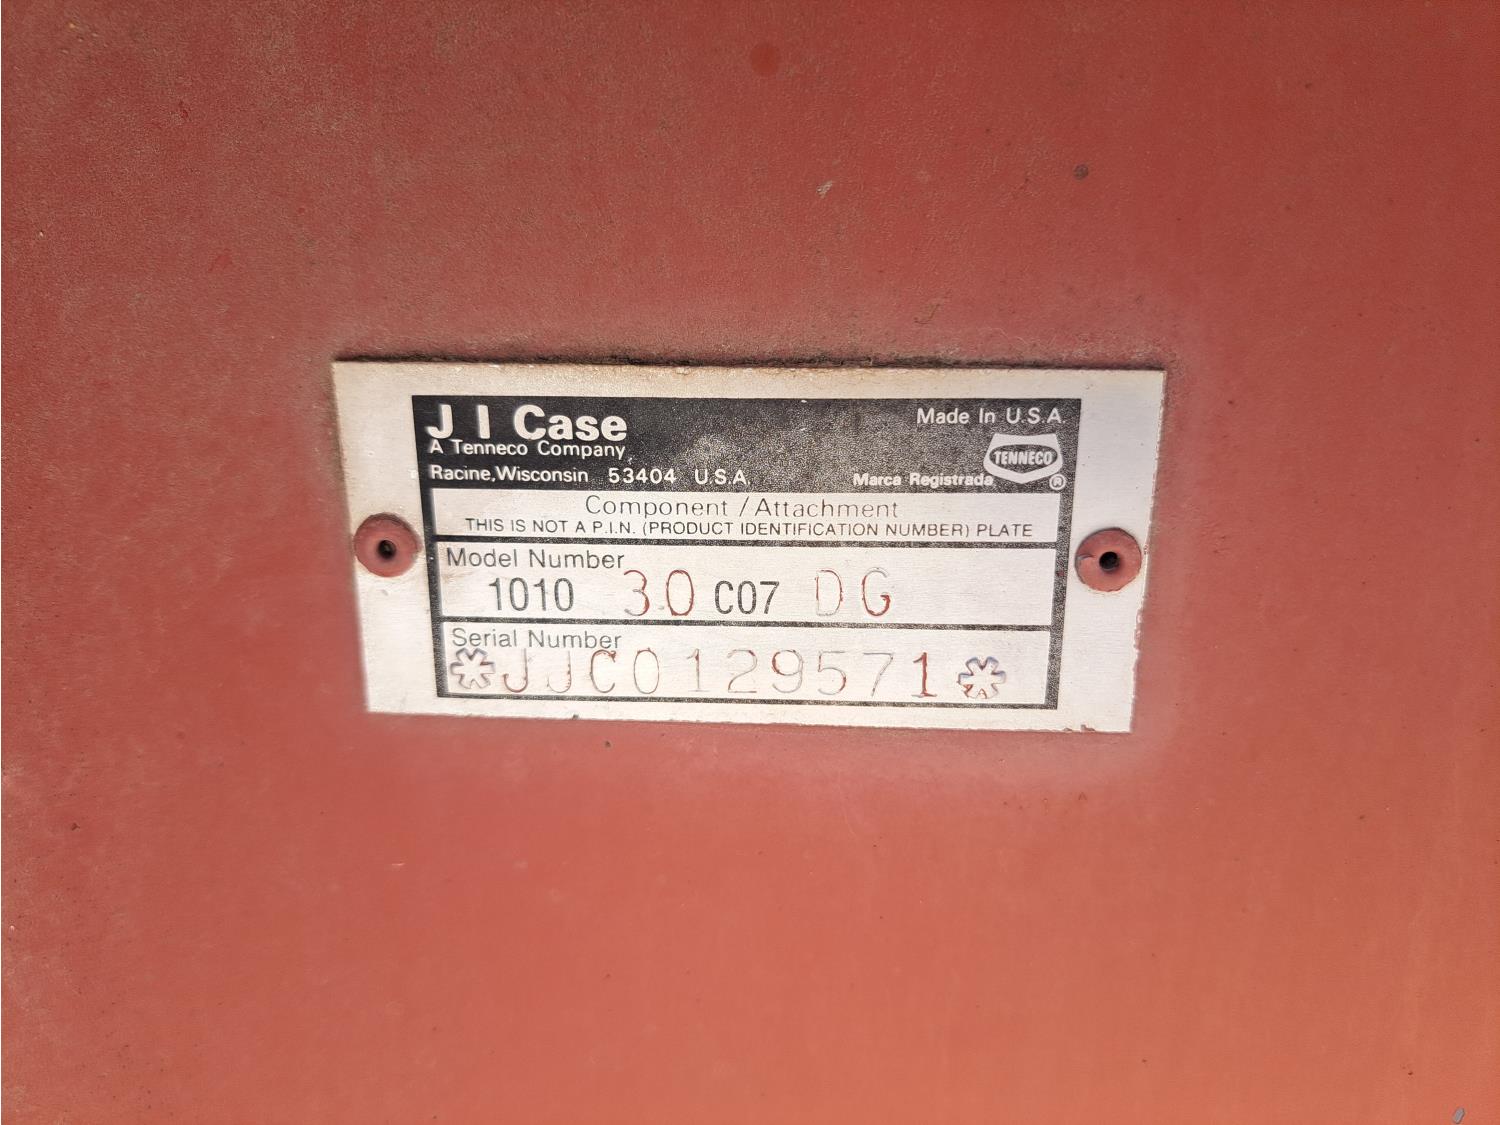 J I Case
A Tenneco Company
Racine, Wisconsin 53404 U.S.A.
Made In U.S.A.
TENNECO
Marca Registrada ®
Component / Attachment
THIS IS NOT A P.I.N. (PRODUCT IDENTIFICATION NUMBER) PLATE
Model Number
1010 30 C07 DG
Serial Number
*JJC0129571*